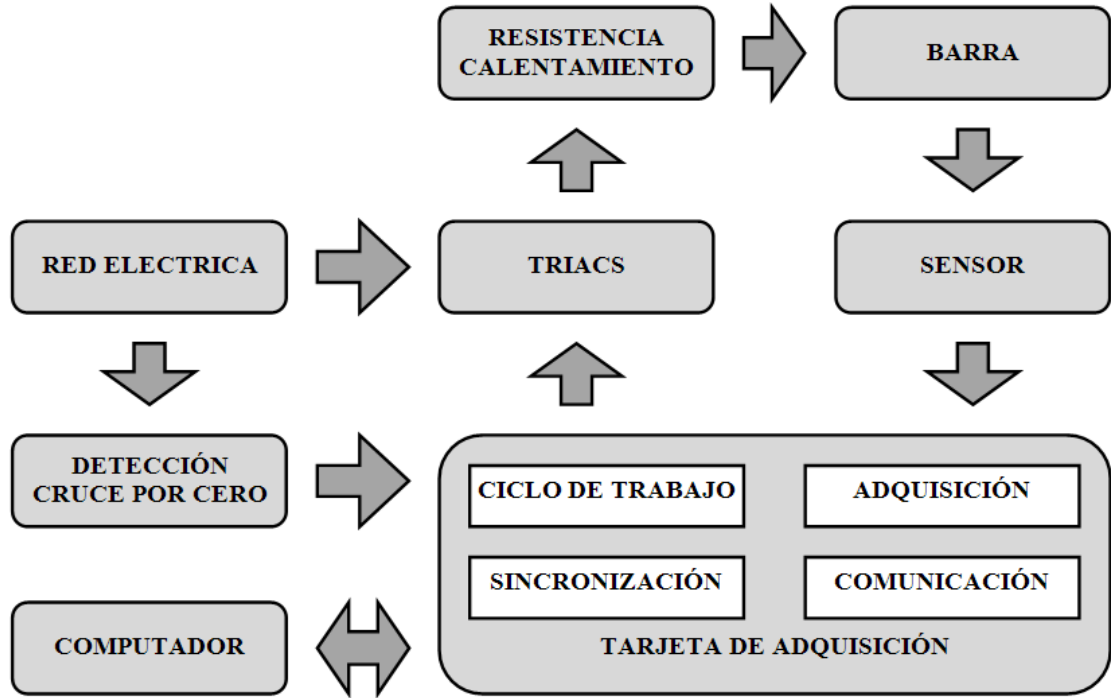 RESISTENCIA
CALENTAMIENTO
BARRA
RED ELECTRICA
TRIACS
SENSOR
DETECCIÓN
CRUCE POR CERO
CICLO DE TRABAJO
ADQUISICIÓN
SINCRONIZACIÓN
COMUNICACIÓN
COMPUTADOR
TARJETA DE ADQUISICIÓN